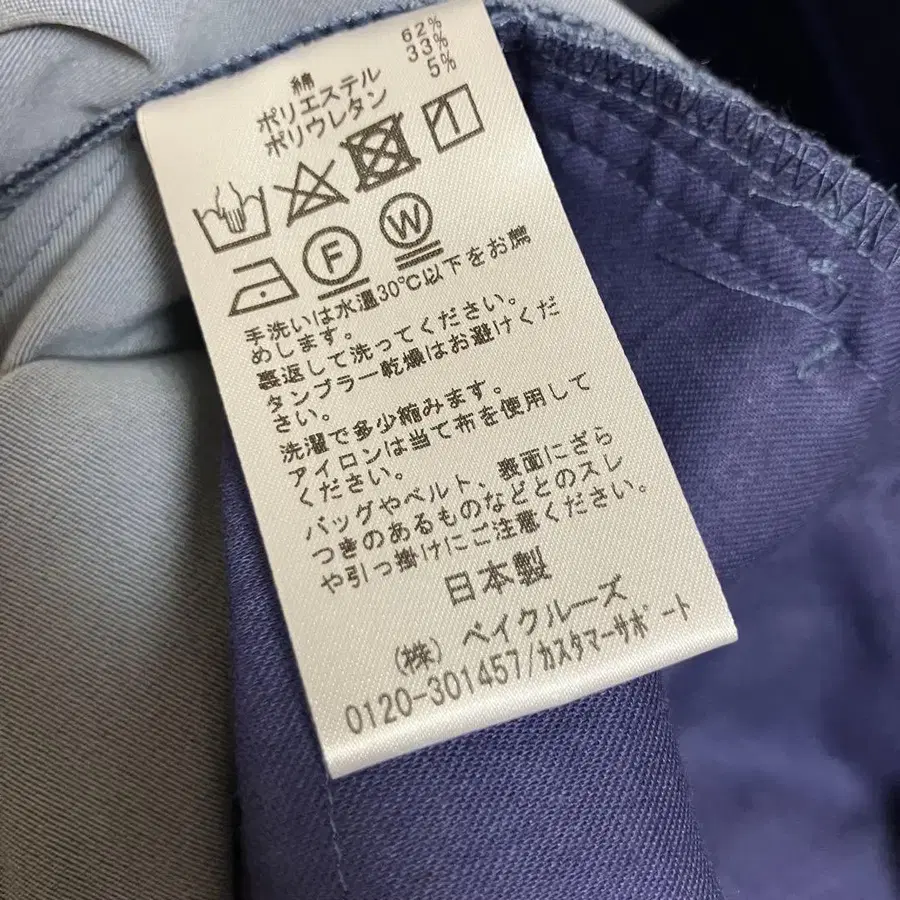 綿 62%
ポリエステル 33%
ポリウレタン 5%
F W
手洗いは水温30℃以下をお薦
めします。
裏返して洗ってください。
タンブラー乾燥はお避けくだ
さい。
洗濯で多少縮みます。
アイロンは当て布を使用して
ください。
バッグやベルト、表面にざら
つきのあるものなどとのスレ
や引っ掛けにご注意ください。
日本製
(株) ベイクルーズ
0120-301457/カスタマーサポート